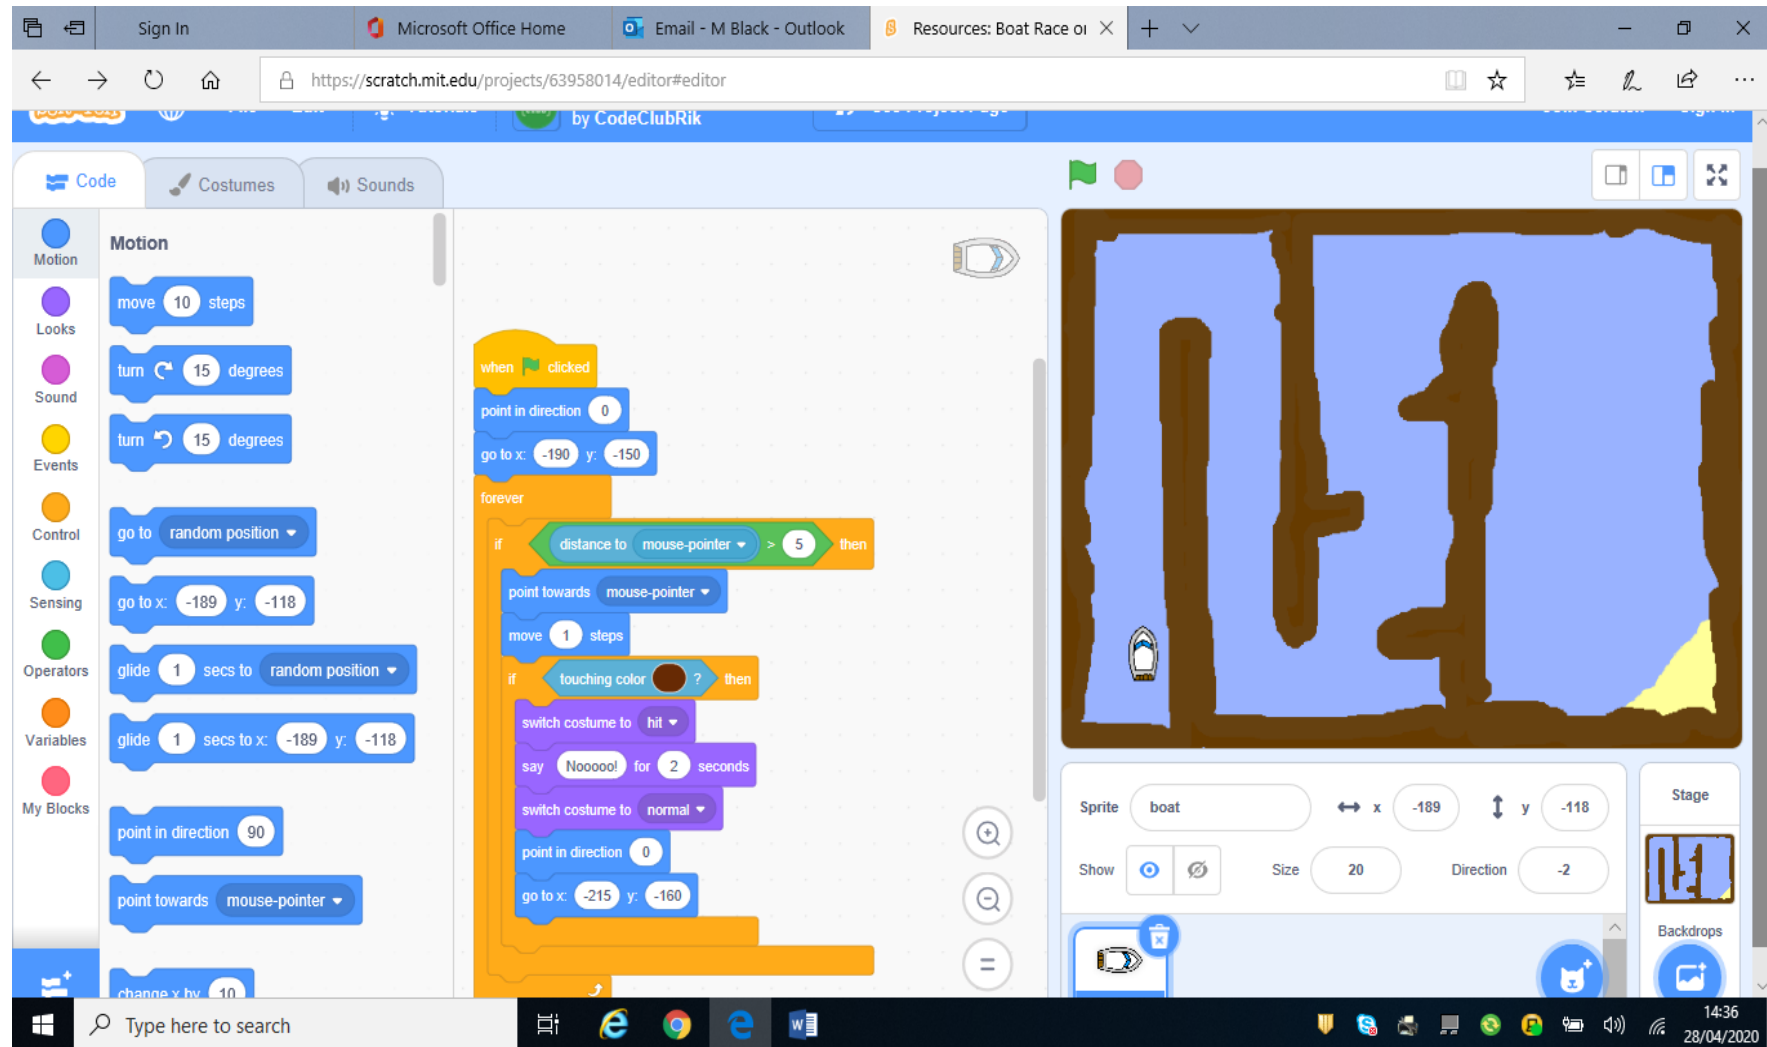 Sign In
Microsoft Office Home
Email - M Black - Outlook
Resources: Boat Race or
https://scratch.mit.edu/projects/63958014/editor#editor
by CodeClubRik
Code
Costumes
Sounds
Motion
Looks
Sound
Events
Control
Sensing
Operators
Variables
My Blocks
Motion
move 10 steps
turn 15 degrees
turn 15 degrees
go to random position
go to x: -189 y: -118
glide 1 secs to random position
glide 1 secs to x: -189 y: -118
point in direction 90
point towards mouse-pointer
change x by 10
when clicked
point in direction 0
go to x: -190 y: -150
forever
if distance to mouse-pointer > 5 then
point towards mouse-pointer
move 1 steps
if touching color ? then
switch costume to hit
say Nooooo! for 2 seconds
switch costume to normal
point in direction 0
go to x: -215 y: -160
Sprite boat x -189 y -118
Show Size 20 Direction -2
Stage
Backdrops
Type here to search
14:36
28/04/2020